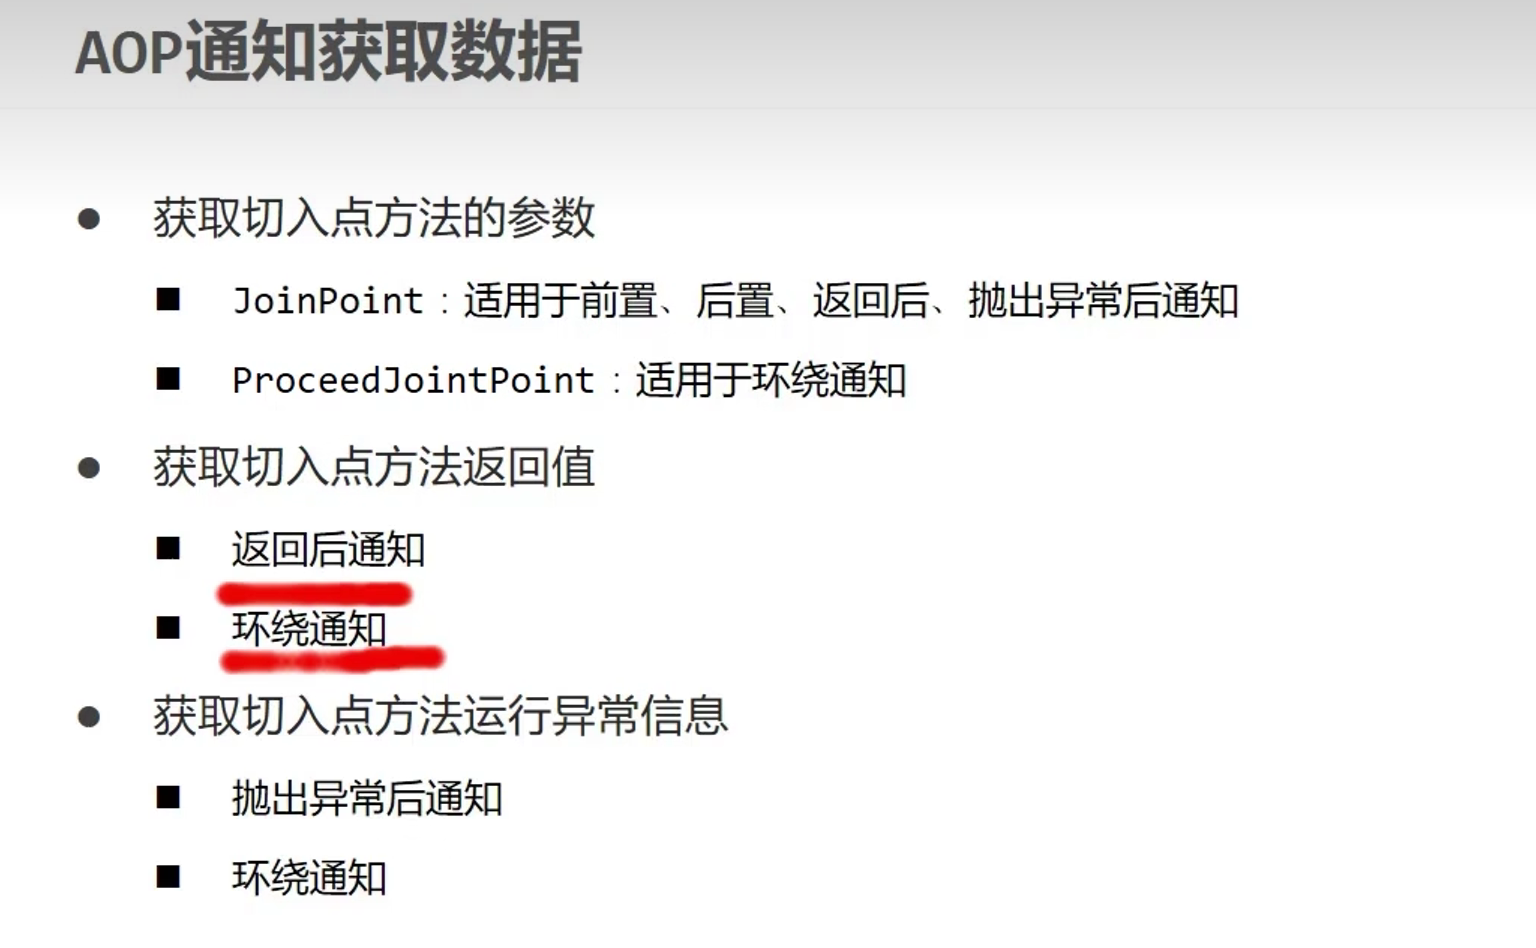 AOP通知获取数据
获取切入点方法的参数
JoinPoint：适用于前置、后置、返回后、抛出异常后通知
ProceedJointPoint：适用于环绕通知
获取切入点方法返回值
返回后通知
环绕通知
获取切入点方法运行异常信息
抛出异常后通知
环绕通知